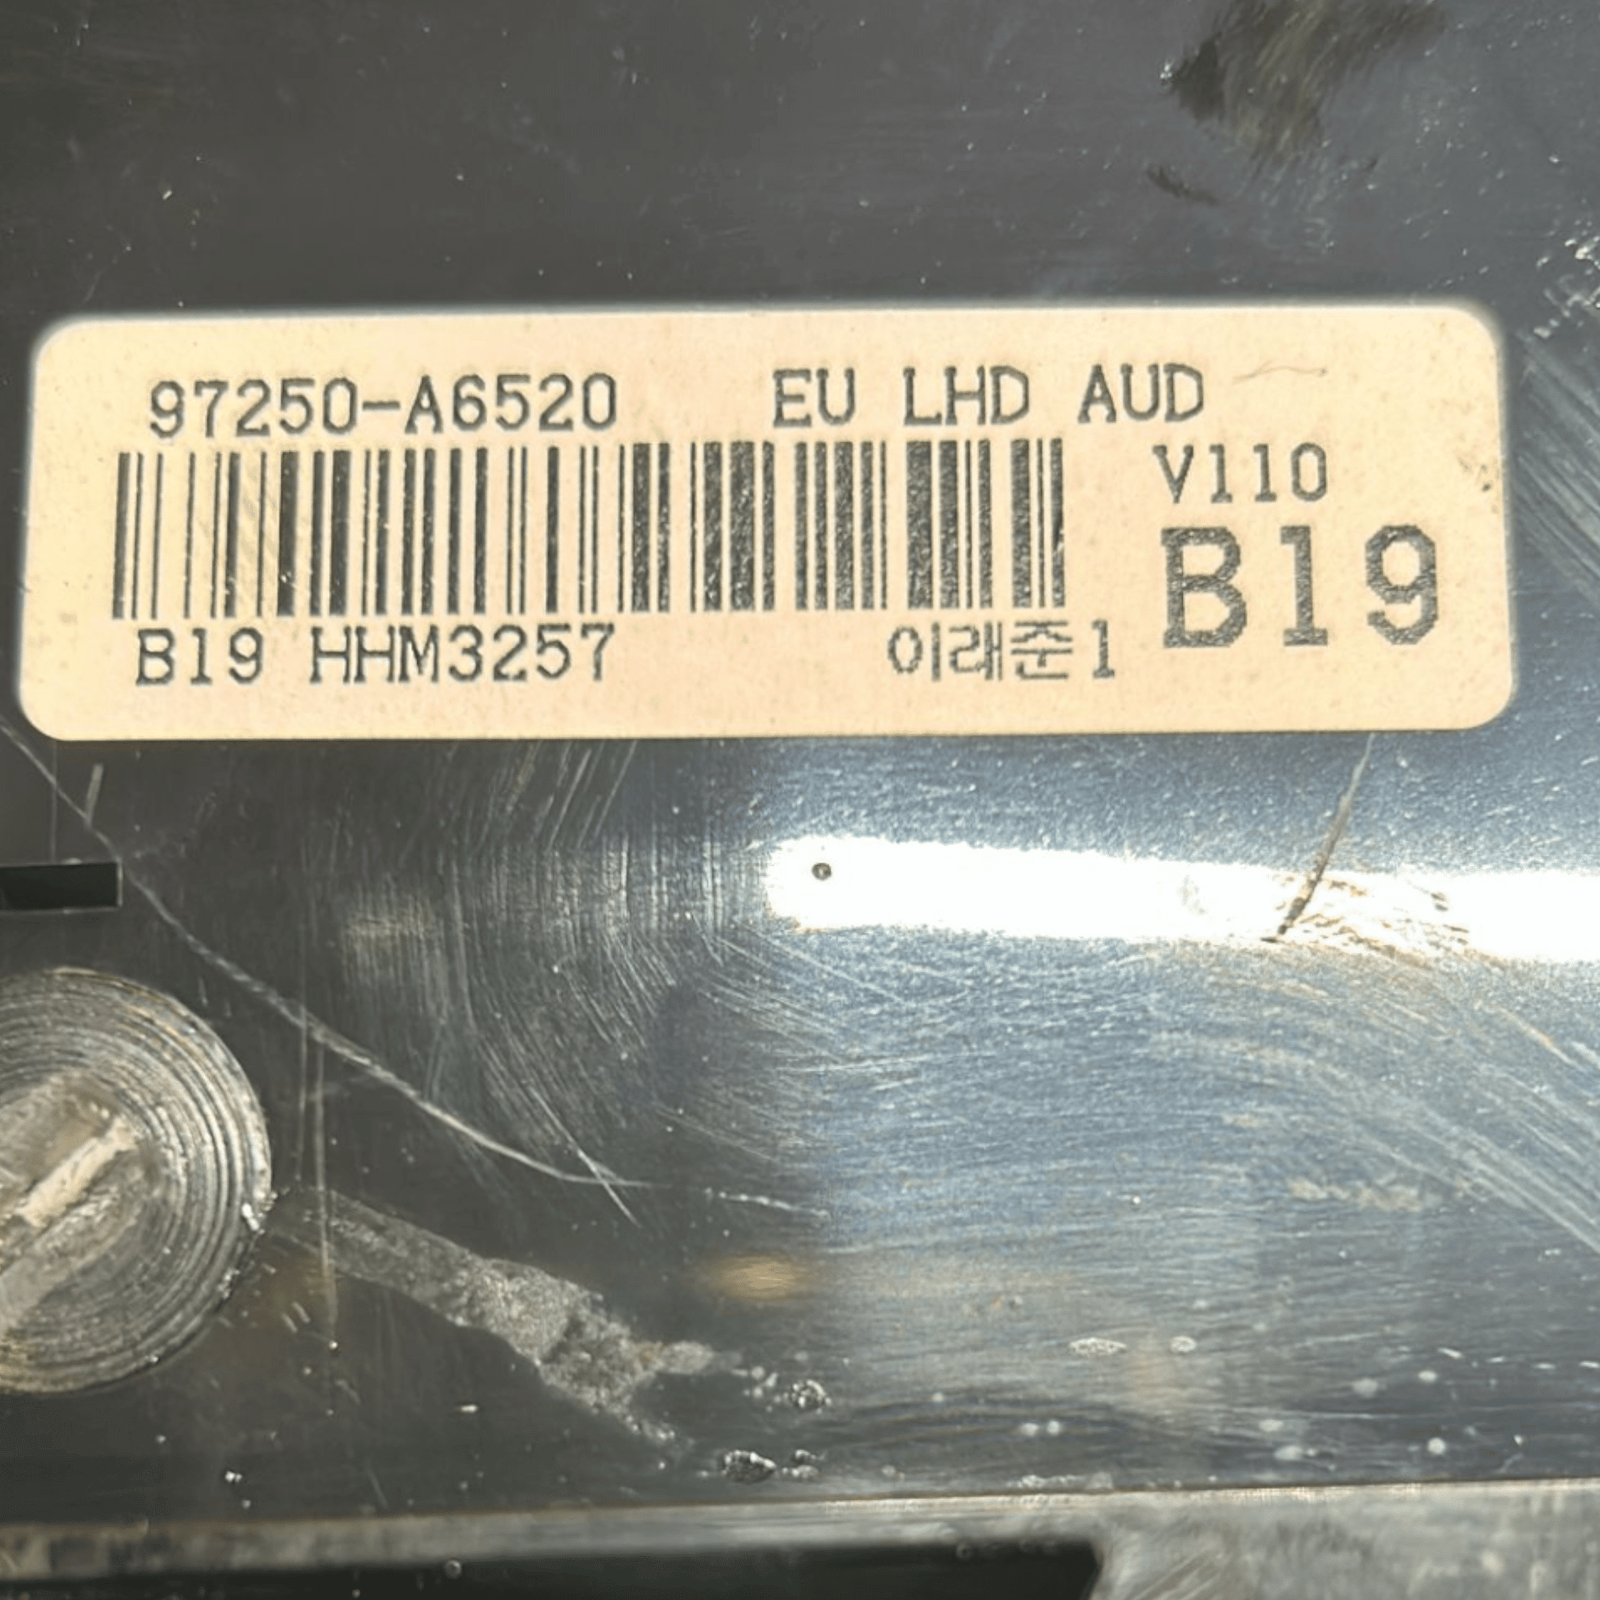 97250-A6520 EU LHD AUD
V110
B19
B19 HHM3257 이래준1